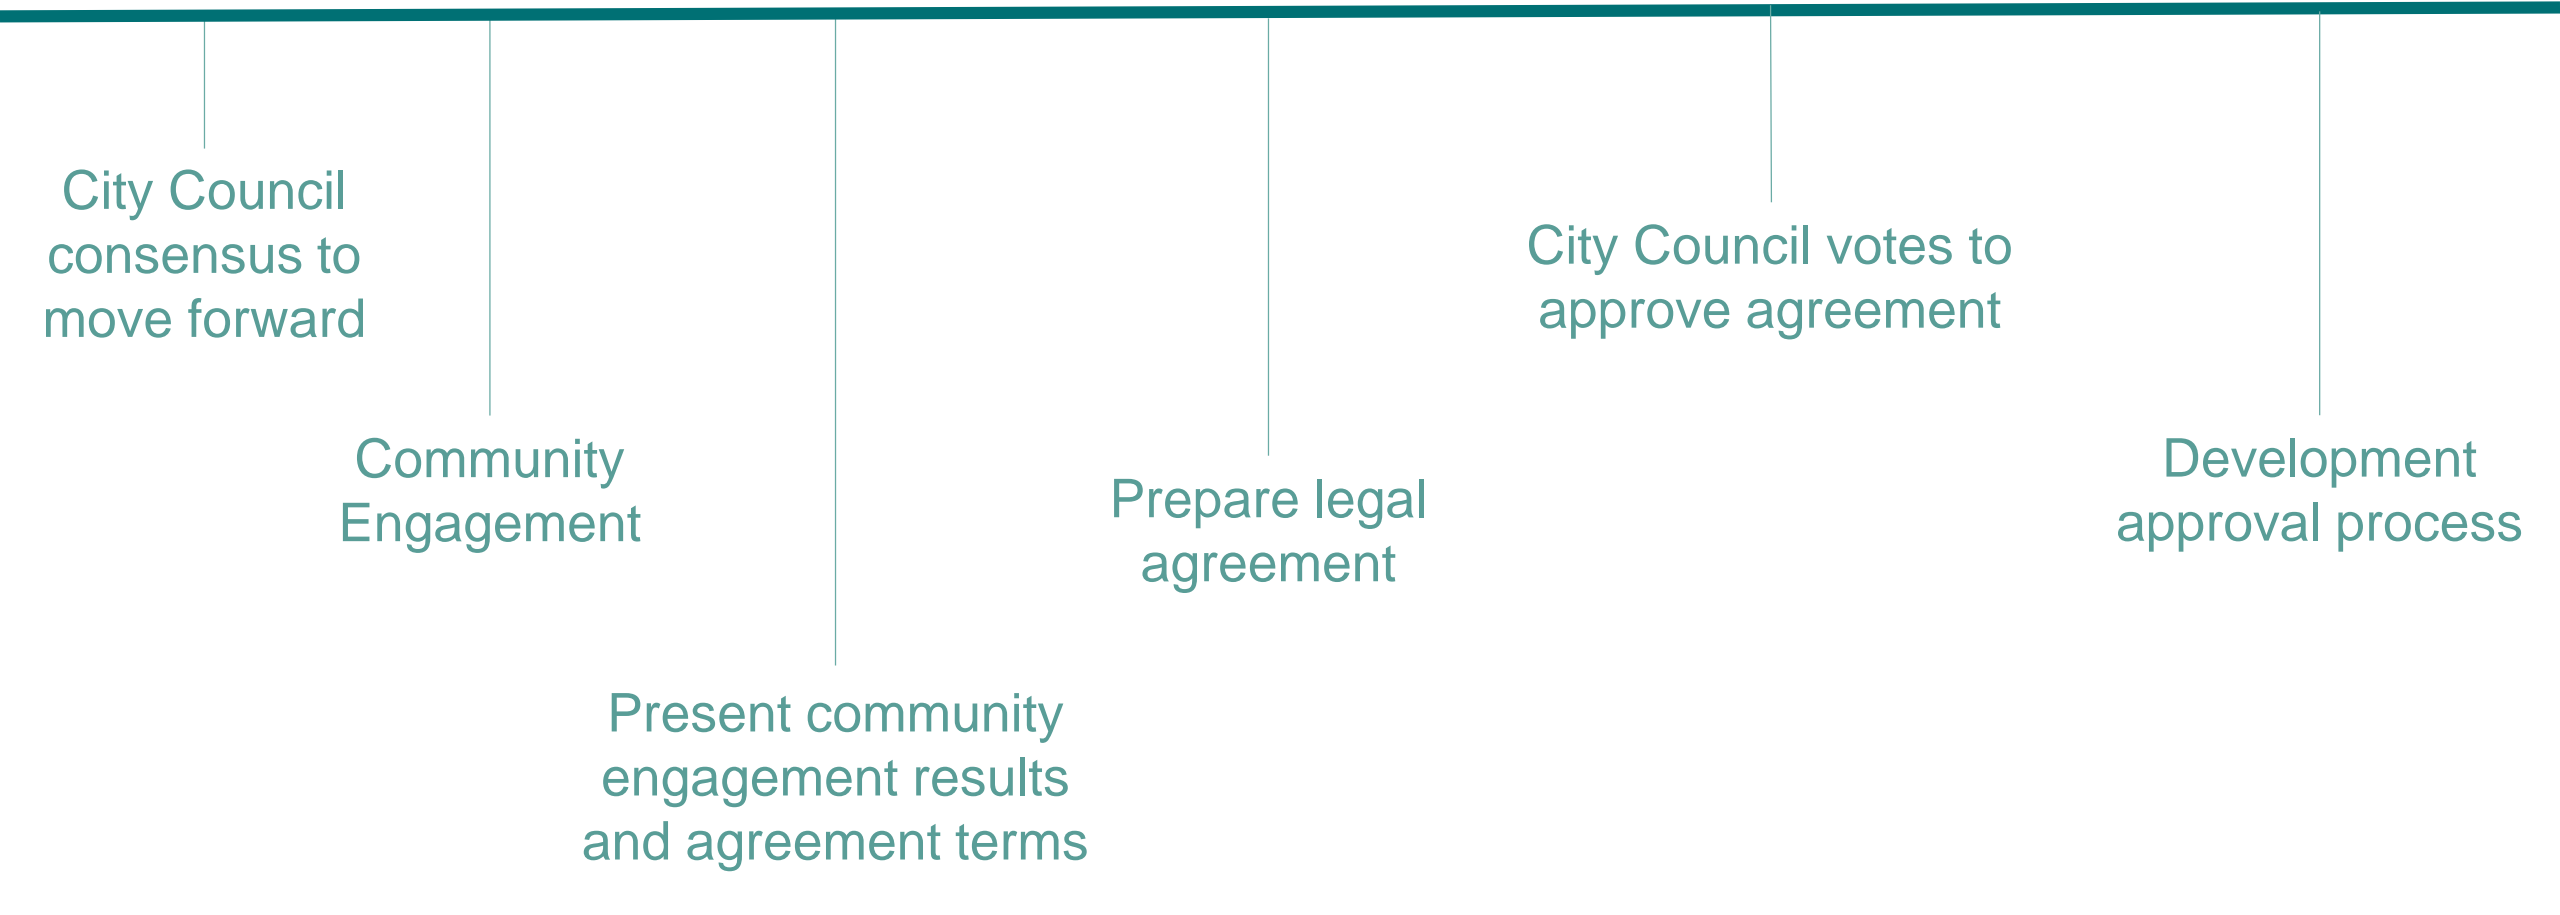 City Council
consensus to
move forward
Community
Engagement
Present community
engagement results
and agreement terms
Prepare legal
agreement
City Council votes to
approve agreement
Development
approval process